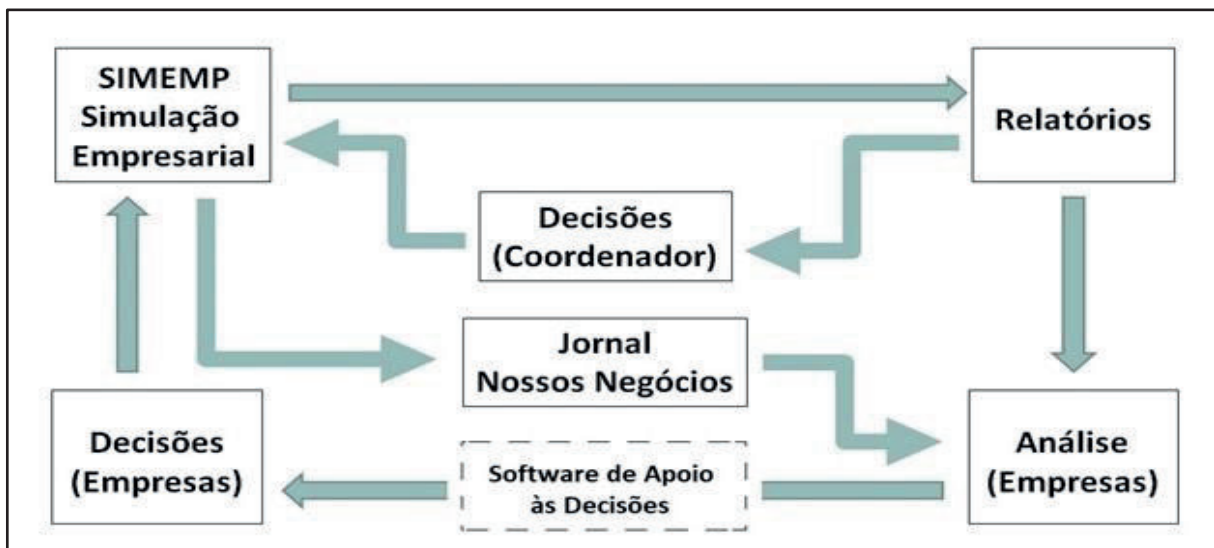 SIMEMP
Simulação
Empresarial
Relatórios
Decisões
(Coordenador)
Jornal
Nossos Negócios
Decisões
(Empresas)
Software de Apoio
às Decisões
Análise
(Empresas)